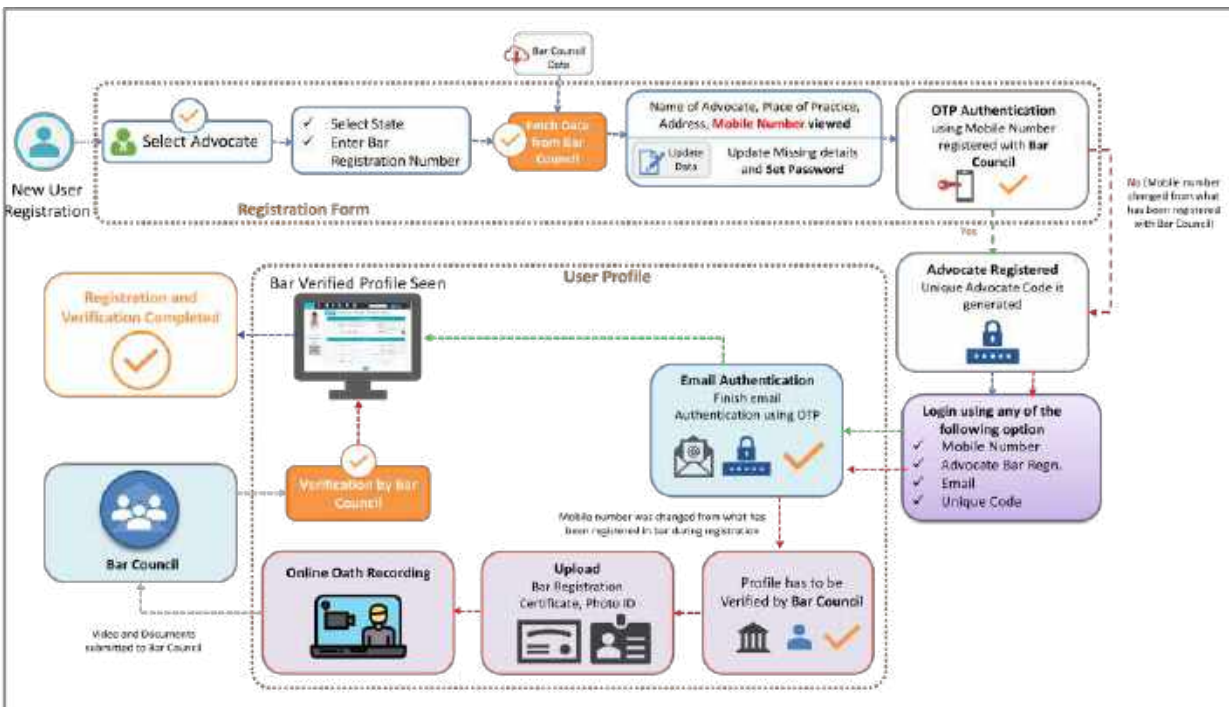 Bar Council
Data
New User
Registration
Select Advocate
Select State
Enter Bar
Registration Number
Fetch Data
from Bar
Council
Name of Advocate, Place of Practice,
Address, Mobile Number viewed
Update
Data
Update Missing details
and Set Password
OTP Authentication
using Mobile Number
registered with Bar
Council
Registration Form
No (Mobile number
changed from what
has been registered
with Bar Council)
Yes
Advocate Registered
Unique Advocate Code is
generated
Login using any of the
following option
Mobile Number
Advocate Bar Regn.
Email
Unique Code
User Profile
Email Authentication
Finish email
Authentication using OTP
Bar Verified Profile Seen
Registration and
Verification Completed
Verification by Bar
Council
Bar Council
Mobile number was changed from what has
been registered in bar during registration
Profile has to be
Verified by Bar Council
Upload
Bar Registration
Certificate, Photo ID
Online Oath Recording
Video and Documents
submitted to Bar Council